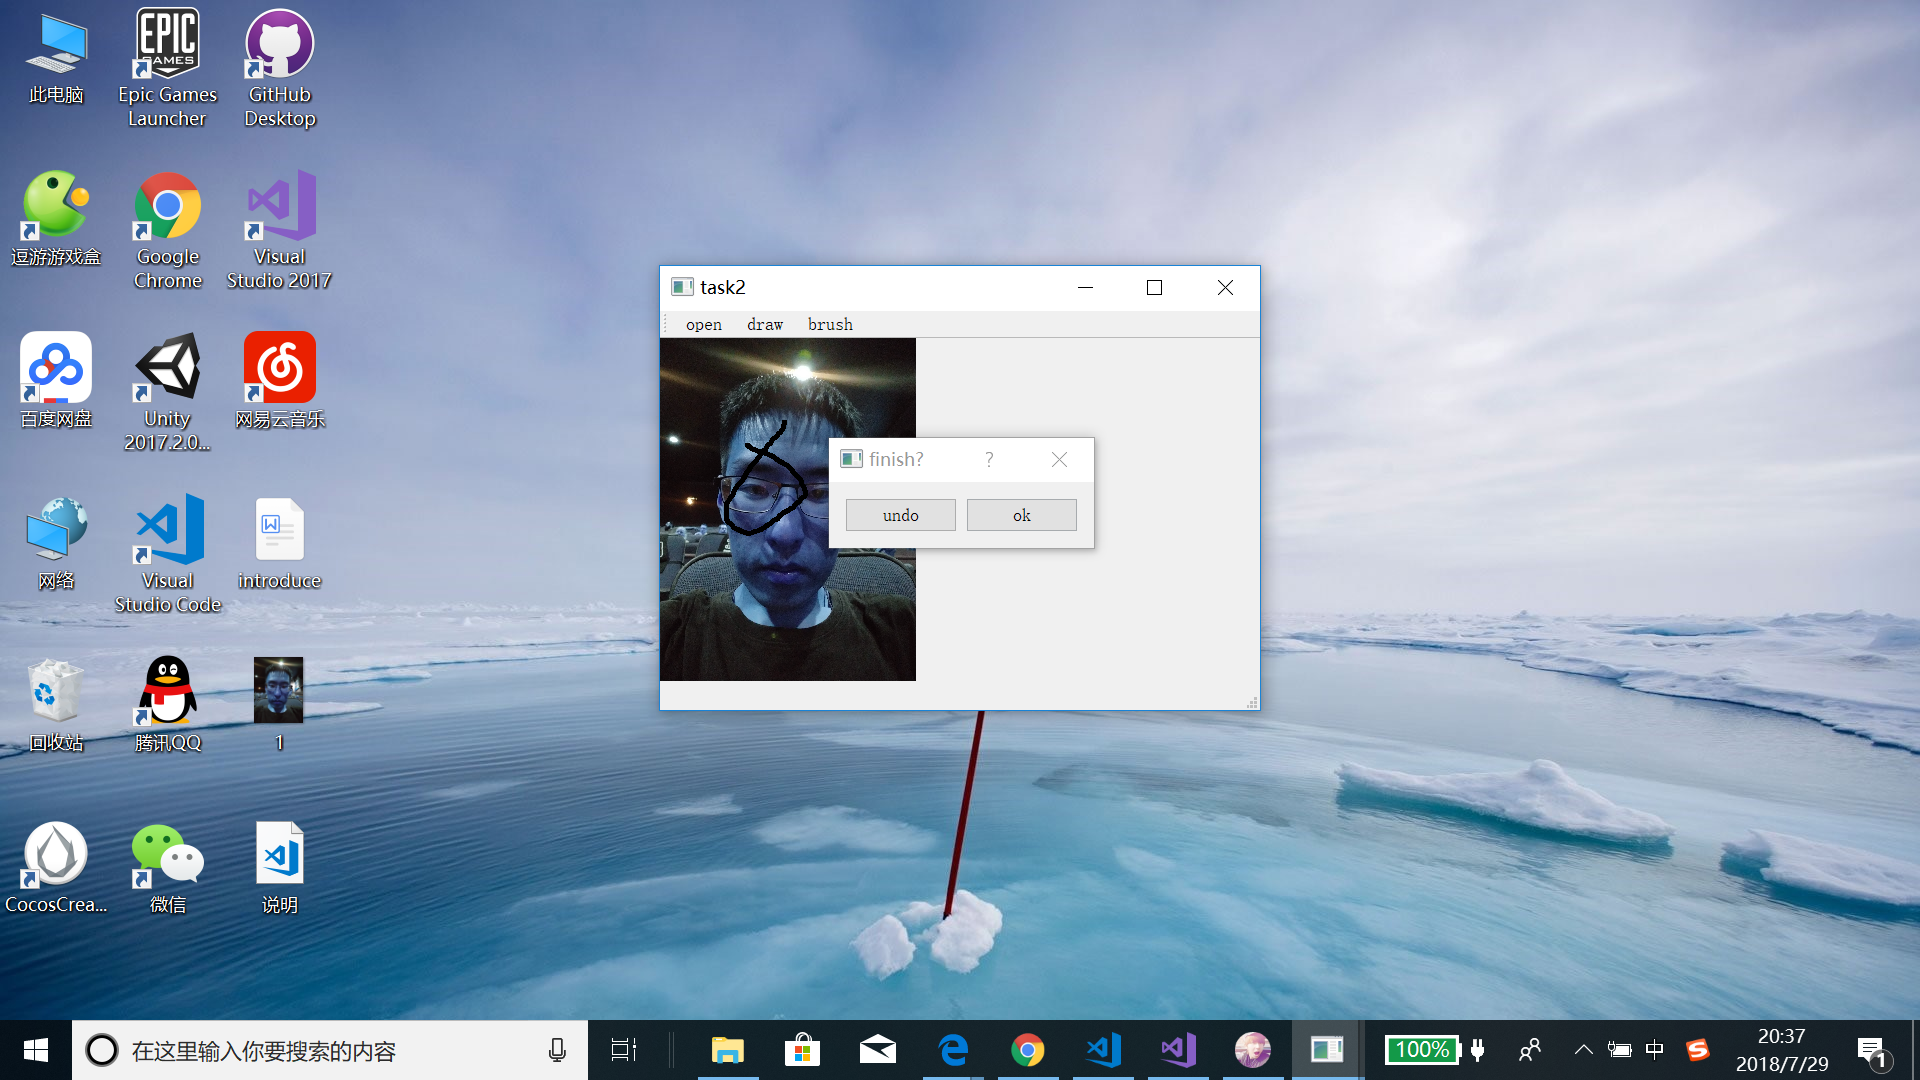 此电脑
EPIC
GAMES
Epic Games
Launcher
GitHub
Desktop
逗游游戏盒
Google
Chrome
Visual
Studio 2017
百度网盘
Unity
2017.2.0...
网易云音乐
网络
Visual
Studio Code
W
introduce
回收站
腾讯QQ
1
CocosCrea...
微信
说明
task2
open draw brush
finish? ?
undo ok
在这里输入你要搜索的内容
100%
中
S
20:37
2018/7/29
1